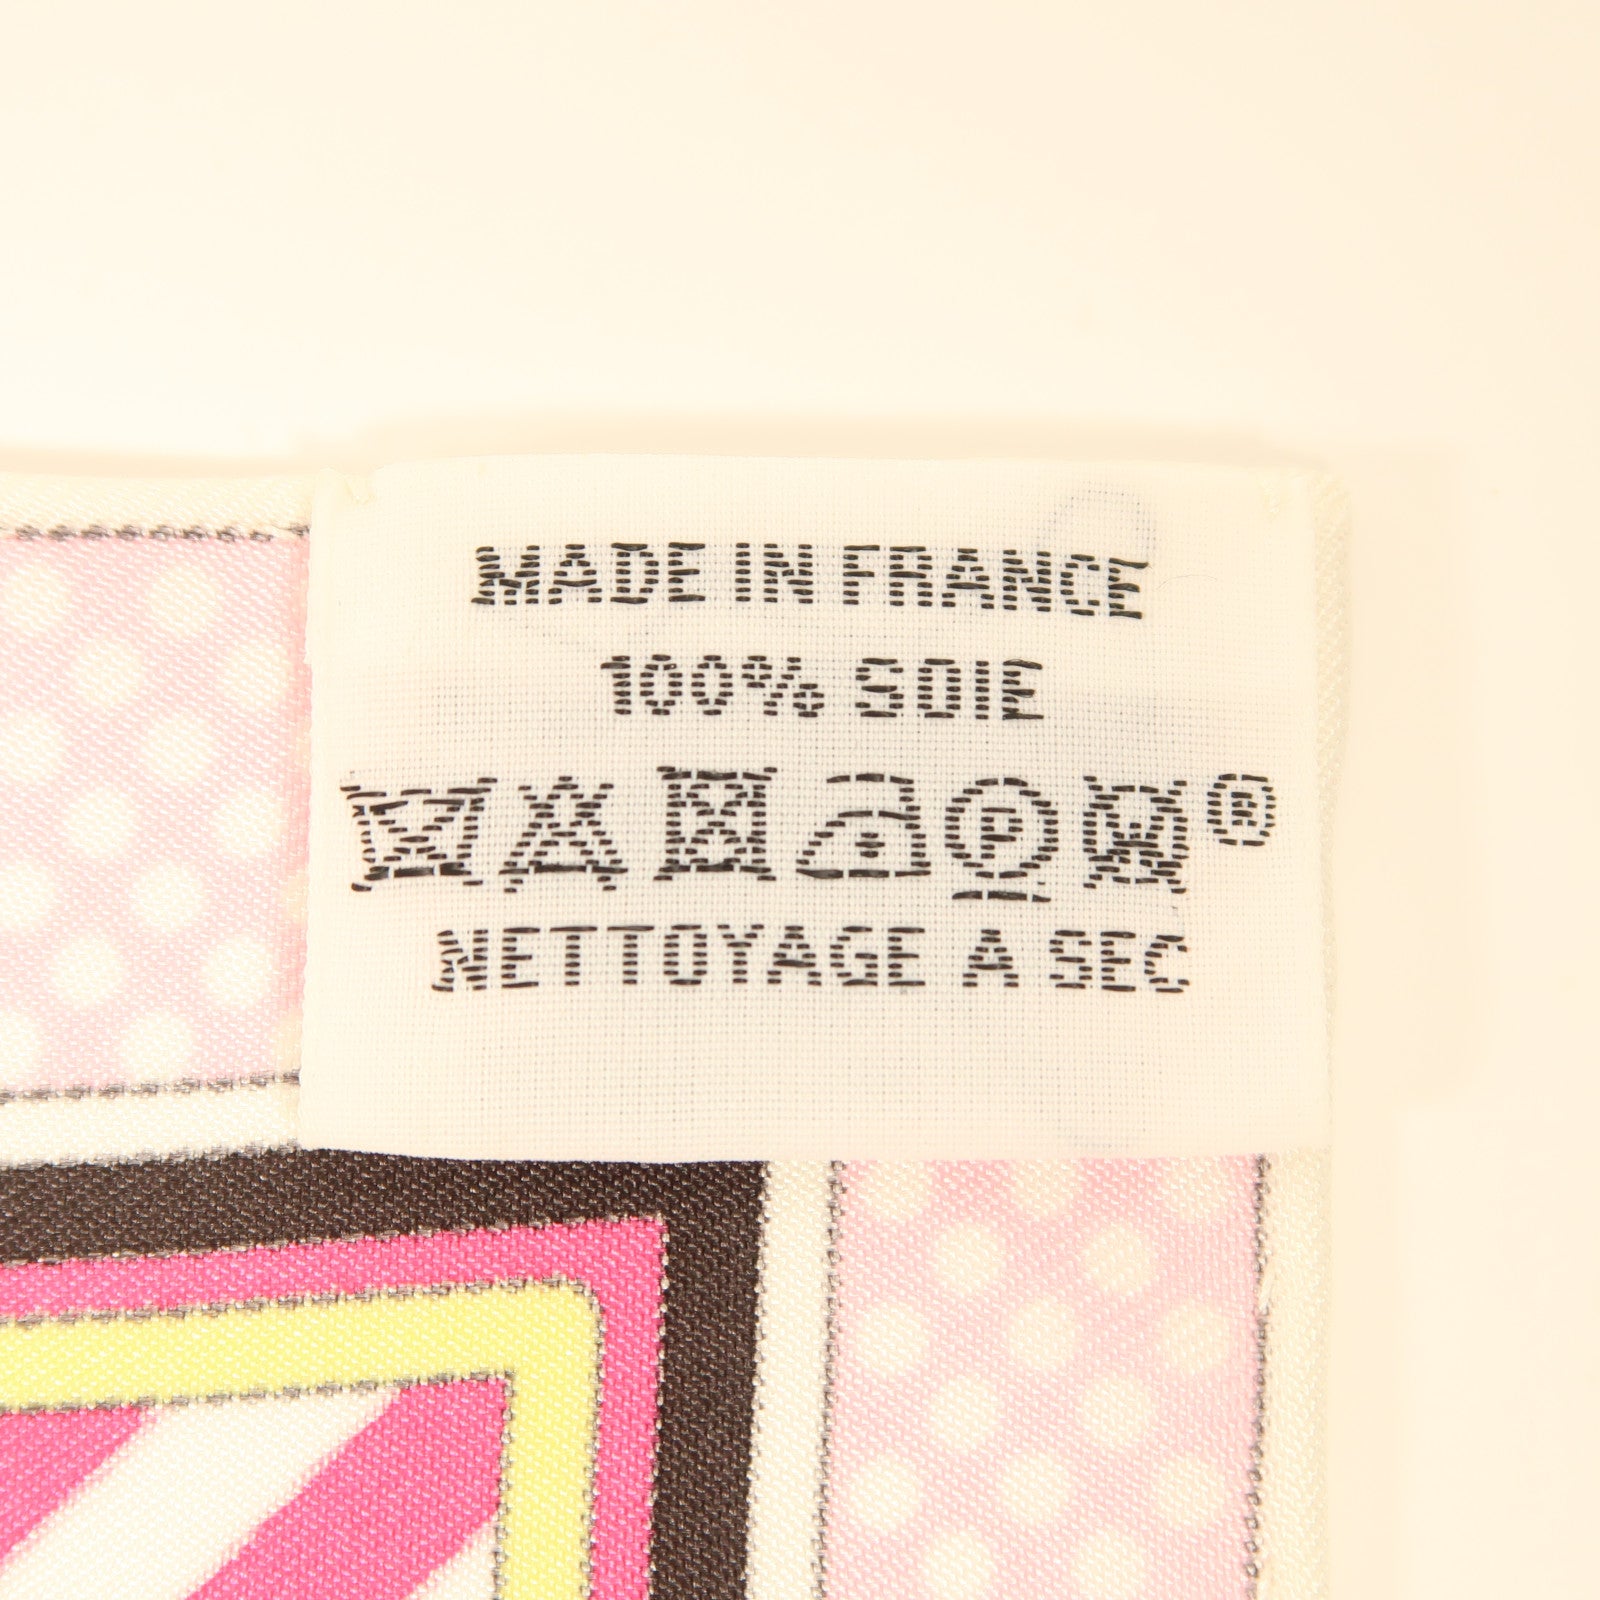 MADE IN FRANCE
100% SOIE
P W ®
NETTOYAGE A SEC